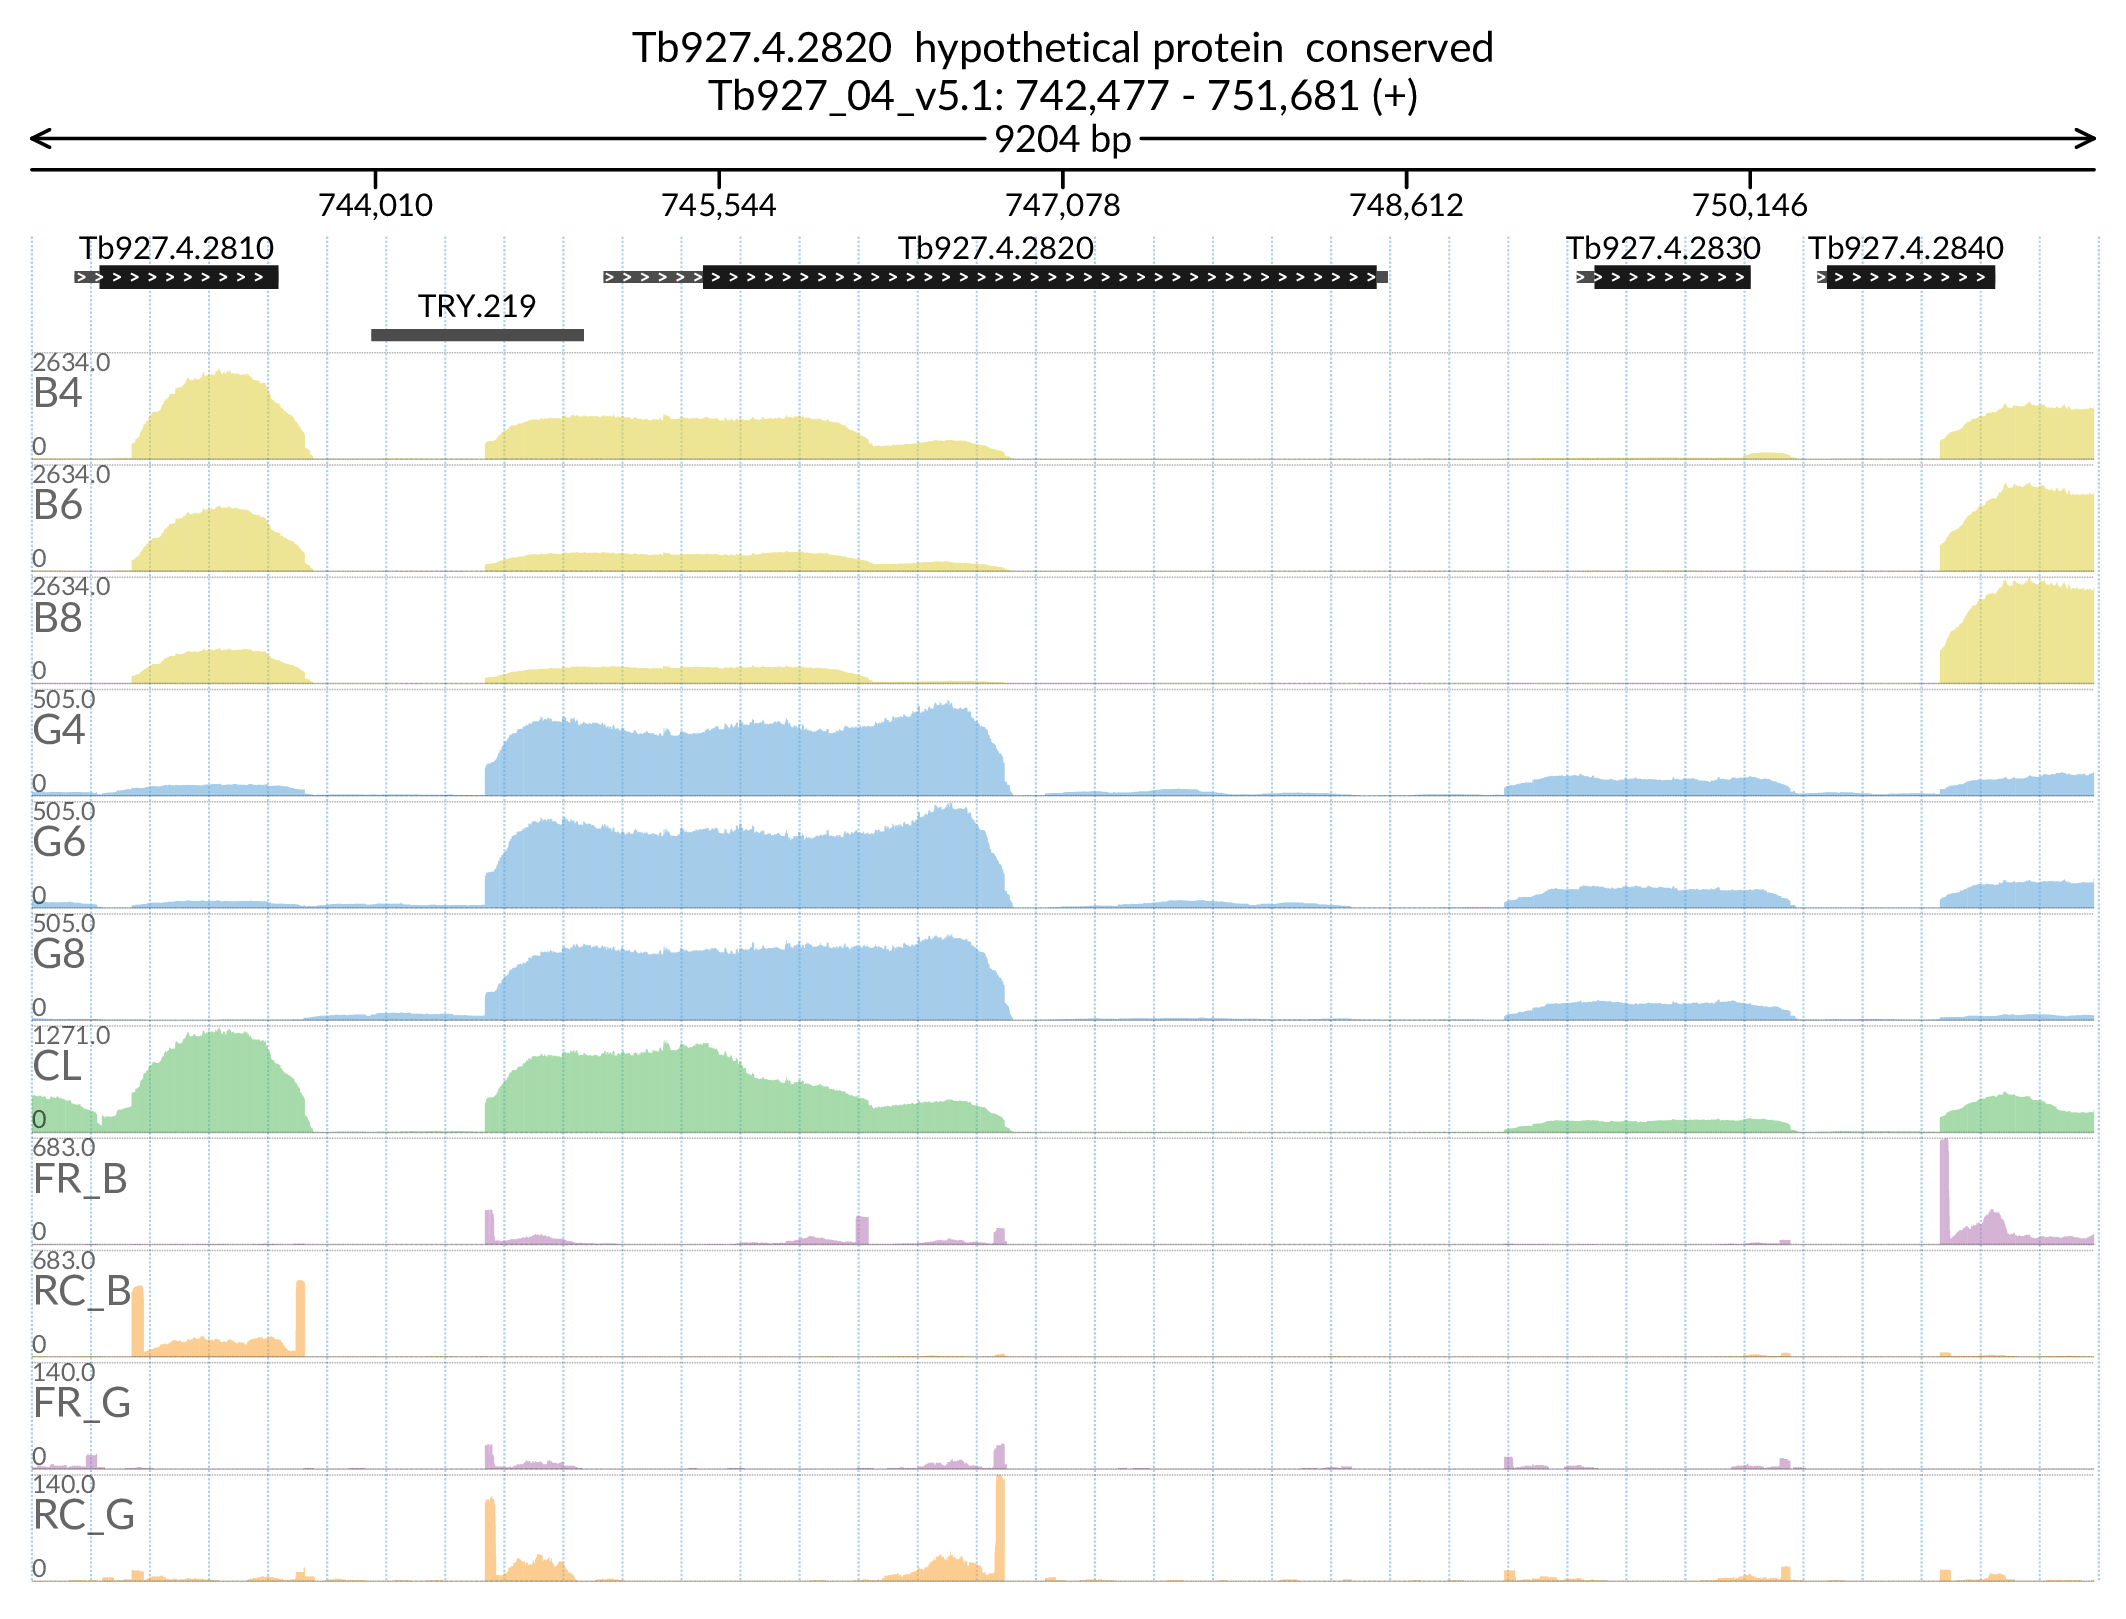 Tb927.4.2820  hypothetical protein  conserved
Tb927_04_v5.1: 742,477 - 751,681 (+)
9204 bp
744,010 745,544 747,078 748,612 750,146
Tb927.4.2810 Tb927.4.2820 Tb927.4.2830 Tb927.4.2840
TRY.219
2634.0
B4
0
2634.0
B6
0
2634.0
B8
0
505.0
G4
0
505.0
G6
0
505.0
G8
0
1271.0
CL
0
683.0
FR_B
0
683.0
RC_B
0
140.0
FR_G
0
140.0
RC_G
0